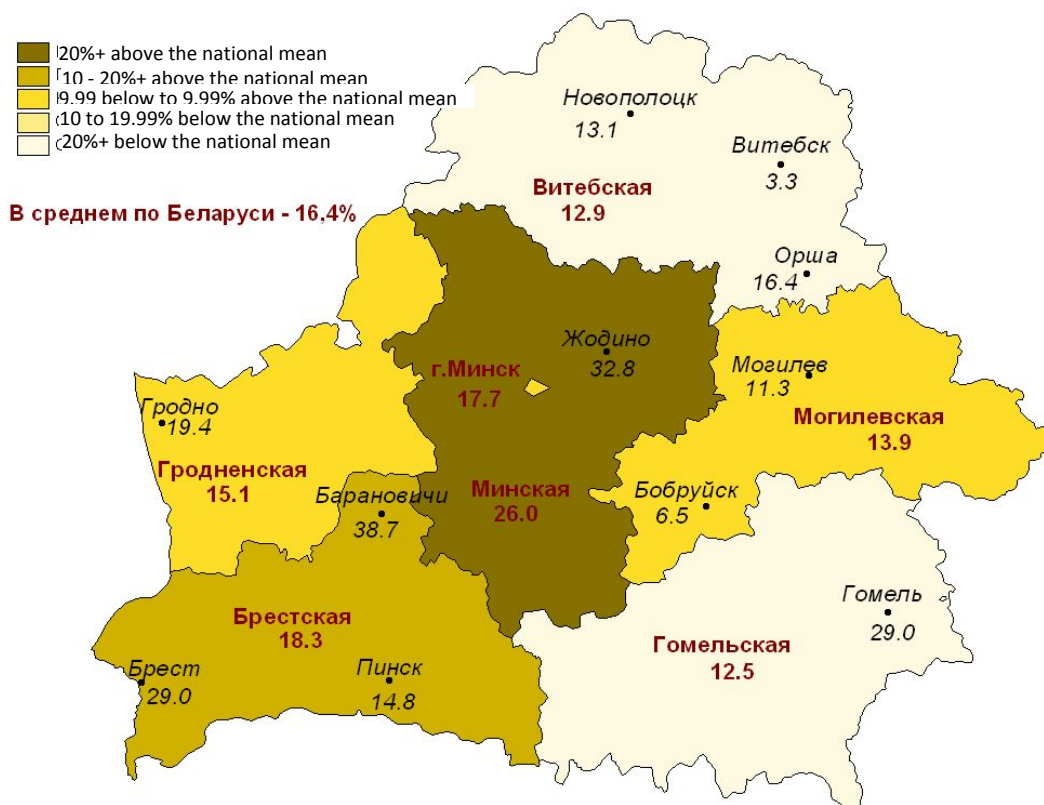 20%+ above the national mean
10 - 20%+ above the national mean
9.99 below to 9.99% above the national mean
10 to 19.99% below the national mean
20%+ below the national mean
Новополоцк
13.1
Витебск
3.3
Витебская
12.9
В среднем по Беларуси - 16,4%
Орша
16.4
Жодино
32.8
г.Минск
17.7
Могилев
11.3
Гродно
19.4
Могилевская
13.9
Гродненская
15.1
Барановичи
38.7
Минская
26.0
Бобруйск
6.5
Гомель
29.0
Брестская
18.3
Гомельская
12.5
Брест
29.0
Пинск
14.8